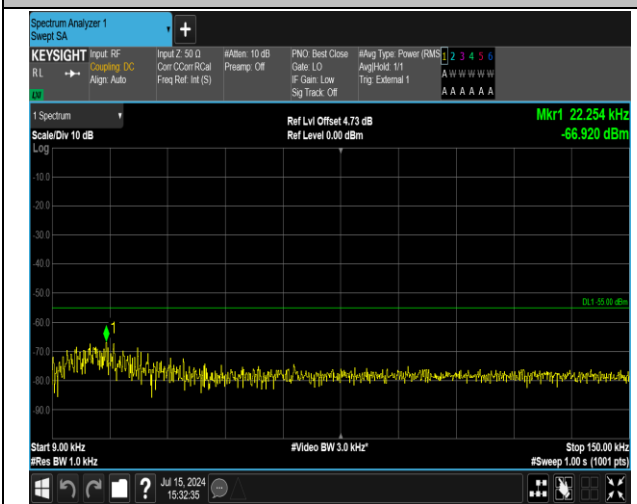 Spectrum Analyzer 1
Swept SA
+
KEYSIGHT Input: RF Input Z: 50 Ω #Atten: 10 dB PNO: Best Close #Avg Type: Power (RMS 1 2 3 4 5 6
RL Coupling: DC Corr CCorr RCal Preamp: Off Gate: LO Avg|Hold: 1/1 A W W W W W
Align: Auto Freq Ref: Int (S) IF Gain: Low Trig: External 1
LXI Sig Track: Off A A A A A A
1 Spectrum Ref Lvl Offset 4.73 dB Mkr1 22.254 kHz
Scale/Div 10 dB Ref Level 0.00 dBm -66.920 dBm
Log
-10.0
-20.0
-30.0
-40.0
-50.0
DL1 -55.00 dBm
-60.0
1
-70.0
-80.0
-90.0
Start 9.00 kHz #Video BW 3.0 kHz* Stop 150.00 kHz
#Res BW 1.0 kHz #Sweep 1.00 s (1001 pts)
? Jul 15, 2024
15:32:35